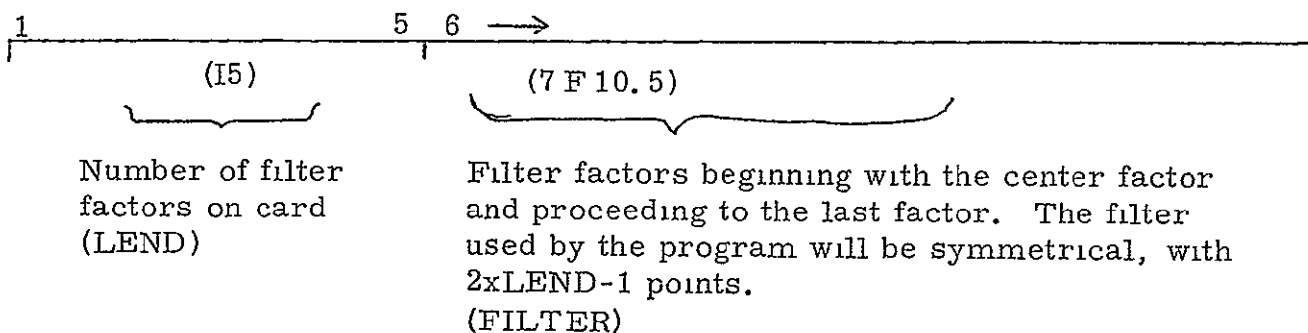 1 5 6 →
(I5) (7 F 10.5)
Number of filter
factors on card
(LEND)
Filter factors beginning with the center factor
and proceeding to the last factor. The filter
used by the program will be symmetrical, with
2xLEND-1 points.
(FILTER)